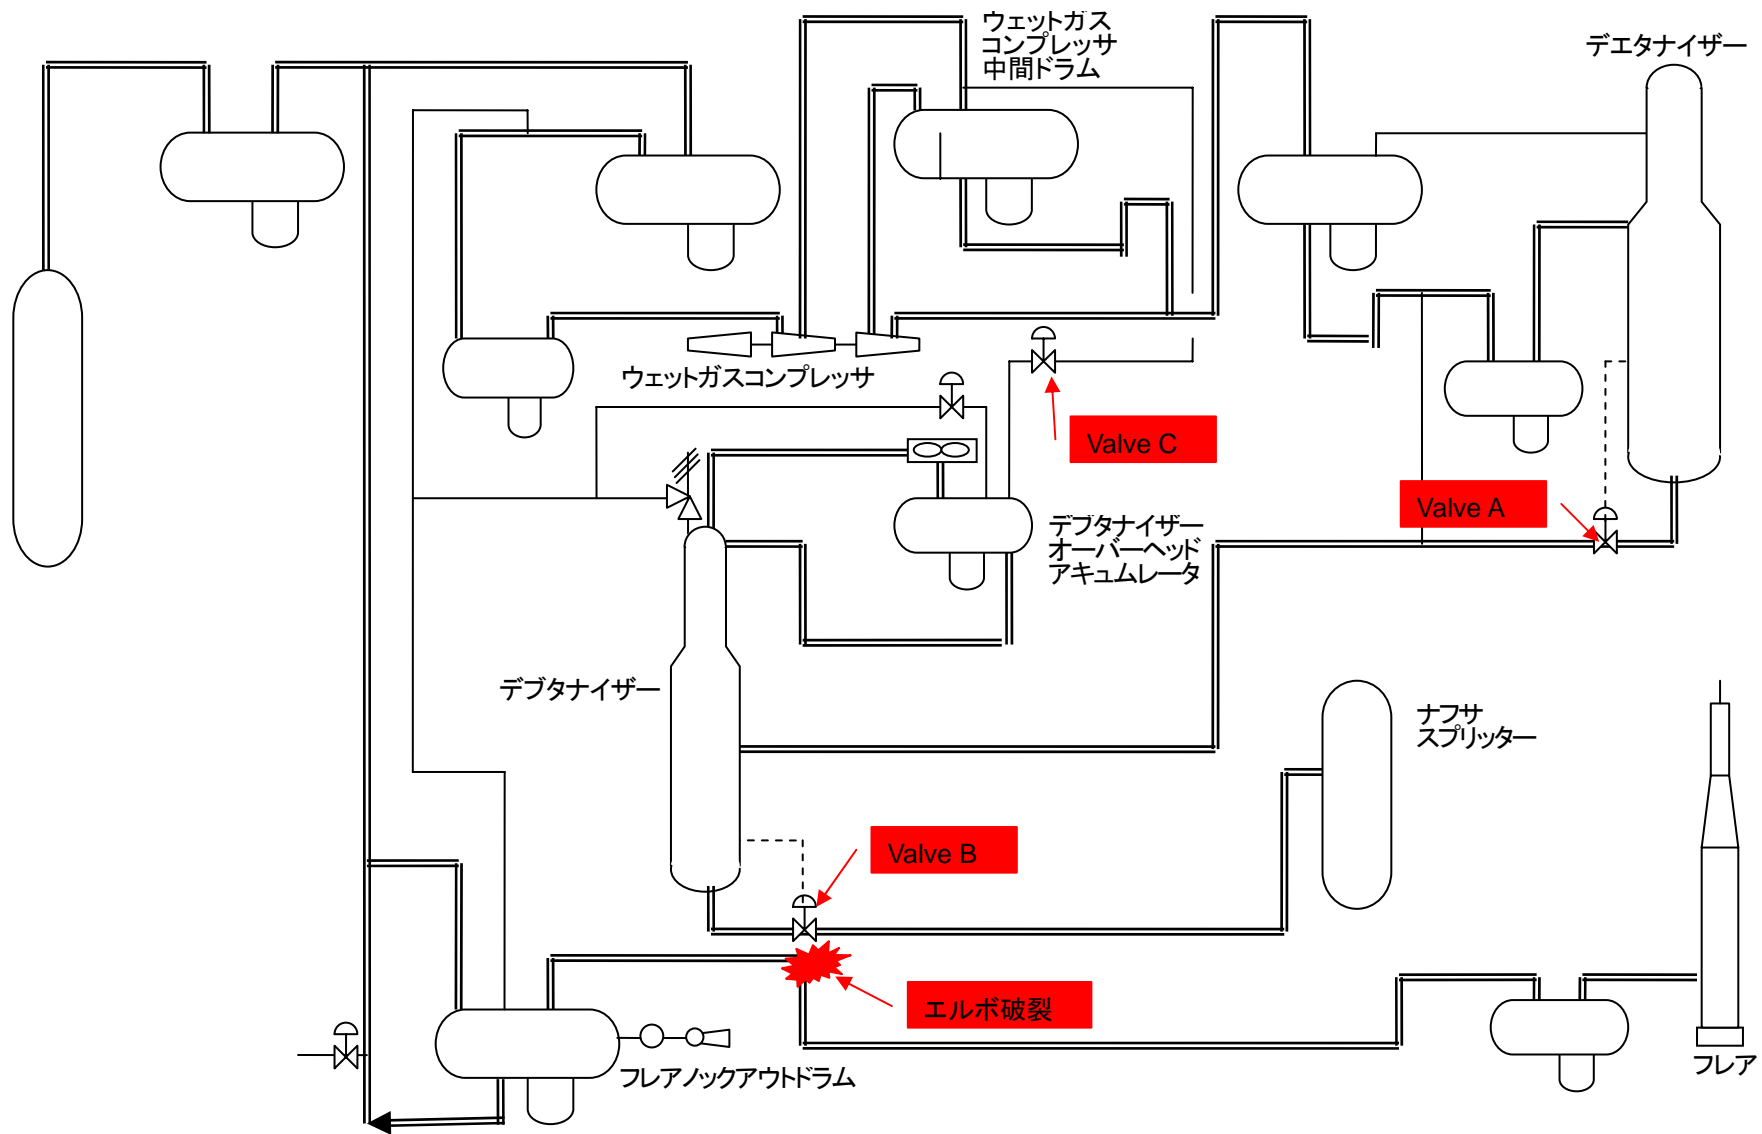 ウェットガス
コンプレッサ
中間ドラム
デエタナイザー
ウェットガスコンプレッサ
Valve C
Valve A
デブタナイザー
オーバーヘッド
アキュムレータ
デブタナイザー
ナフサ
スプリッター
Valve B
エルボ破裂
フレアノックアウトドラム
フレア